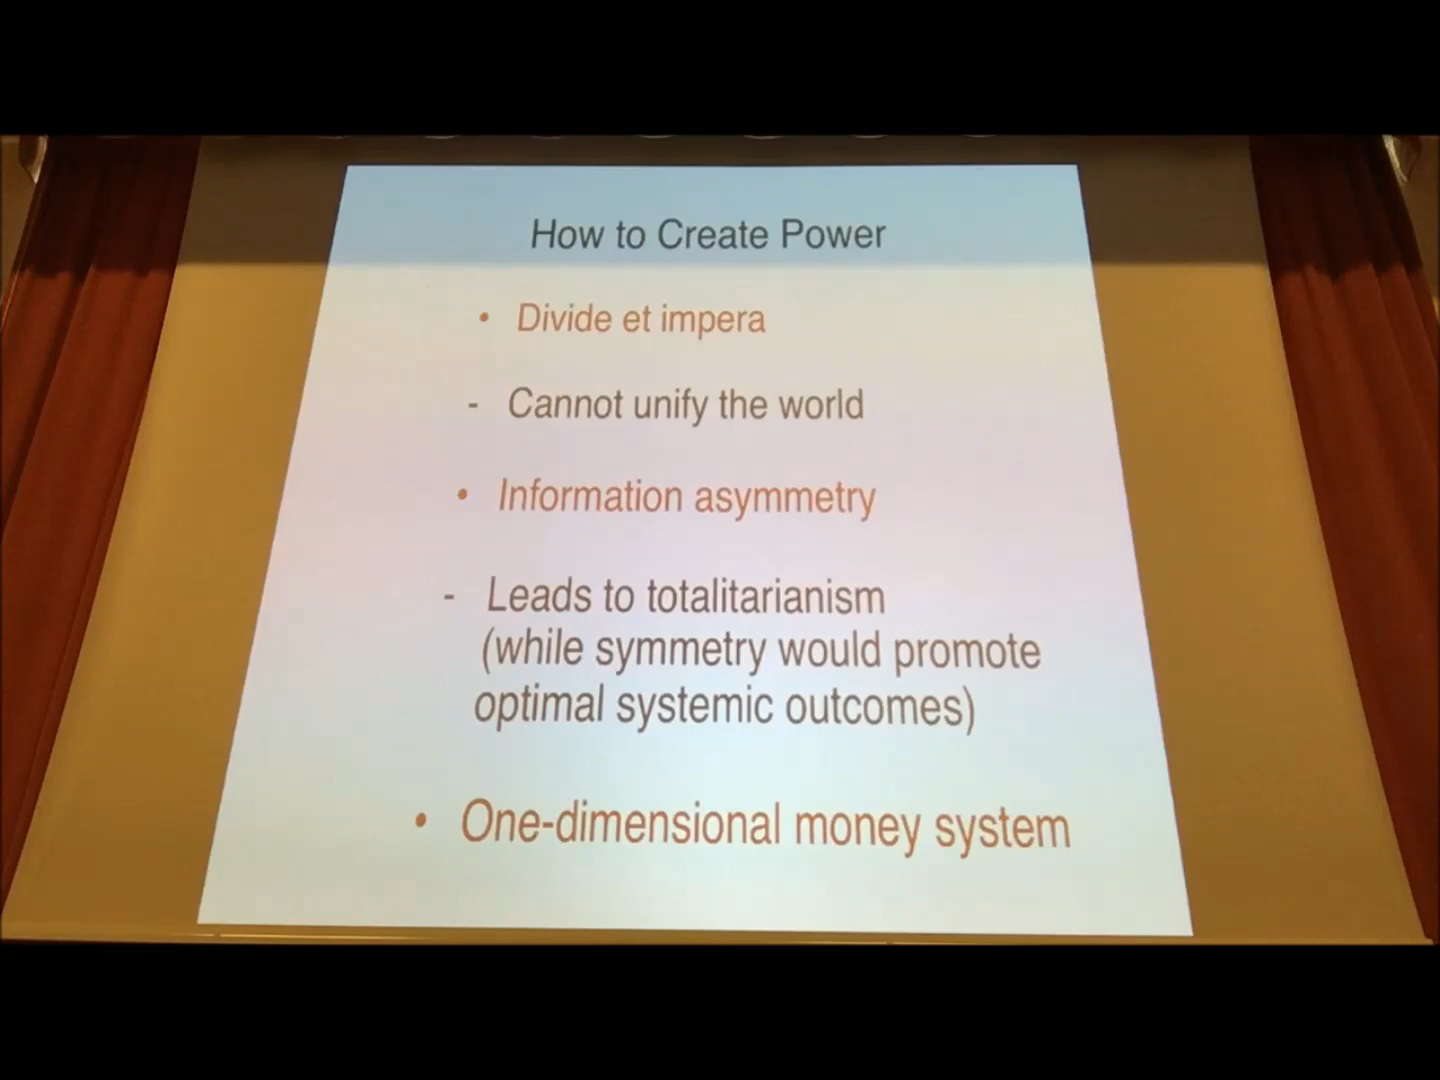 How to Create Power
• Divide et impera
- Cannot unify the world
• Information asymmetry
- Leads to totalitarianism
(while symmetry would promote
optimal systemic outcomes)
• One-dimensional money system